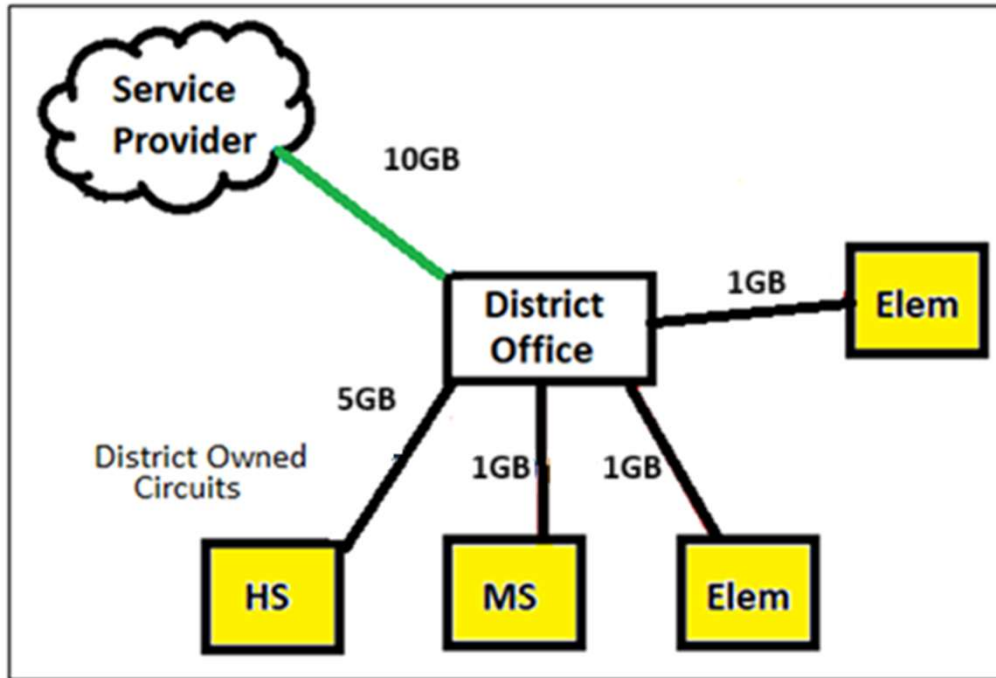 Service
Provider
10GB
District
Office
1GB
Elem
5GB
District Owned
Circuits
1GB
1GB
HS
MS
Elem